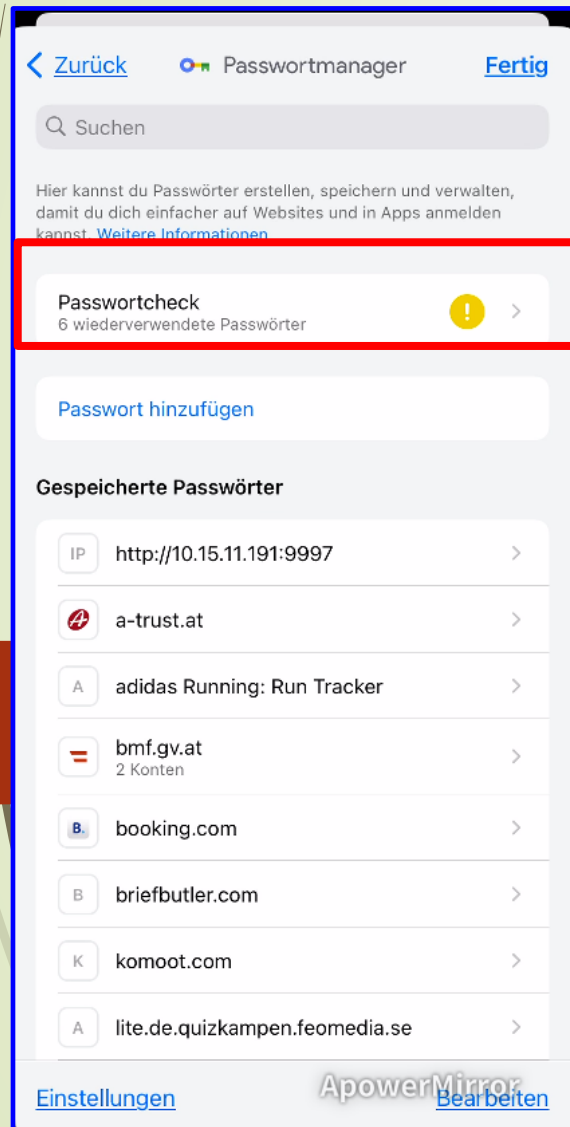 Zurück Passwortmanager Fertig
Suchen
Hier kannst du Passwörter erstellen, speichern und verwalten,
damit du dich einfacher auf Websites und in Apps anmelden
kannst. Weitere Informationen
Passwortcheck
6 wiederverwendete Passwörter
Passwort hinzufügen
Gespeicherte Passwörter
IP http://10.15.11.191:9997
A a-trust.at
A adidas Running: Run Tracker
bmf.gv.at
2 Konten
B. booking.com
B briefbutler.com
K komoot.com
A lite.de.quizkampen.feomedia.se
ApowerMirror
Einstellungen Bearbeiten